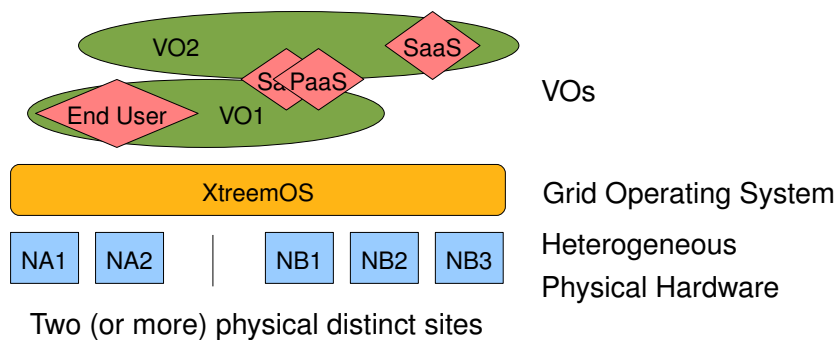 VO2
SaaS
Sa
PaaS
VOs
End User
VO1
XtreemOS
Grid Operating System
NA1
NA2
NB1
NB2
NB3
Heterogeneous
Physical Hardware
Two (or more) physical distinct sites